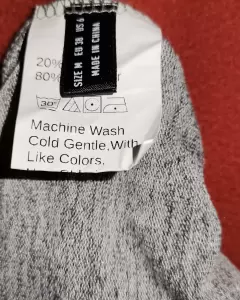 SIZE M EU 38 US 6
MADE IN CHINA
20%
80%
30°
Machine Wash
Cold Gentle,With
Like Colors.